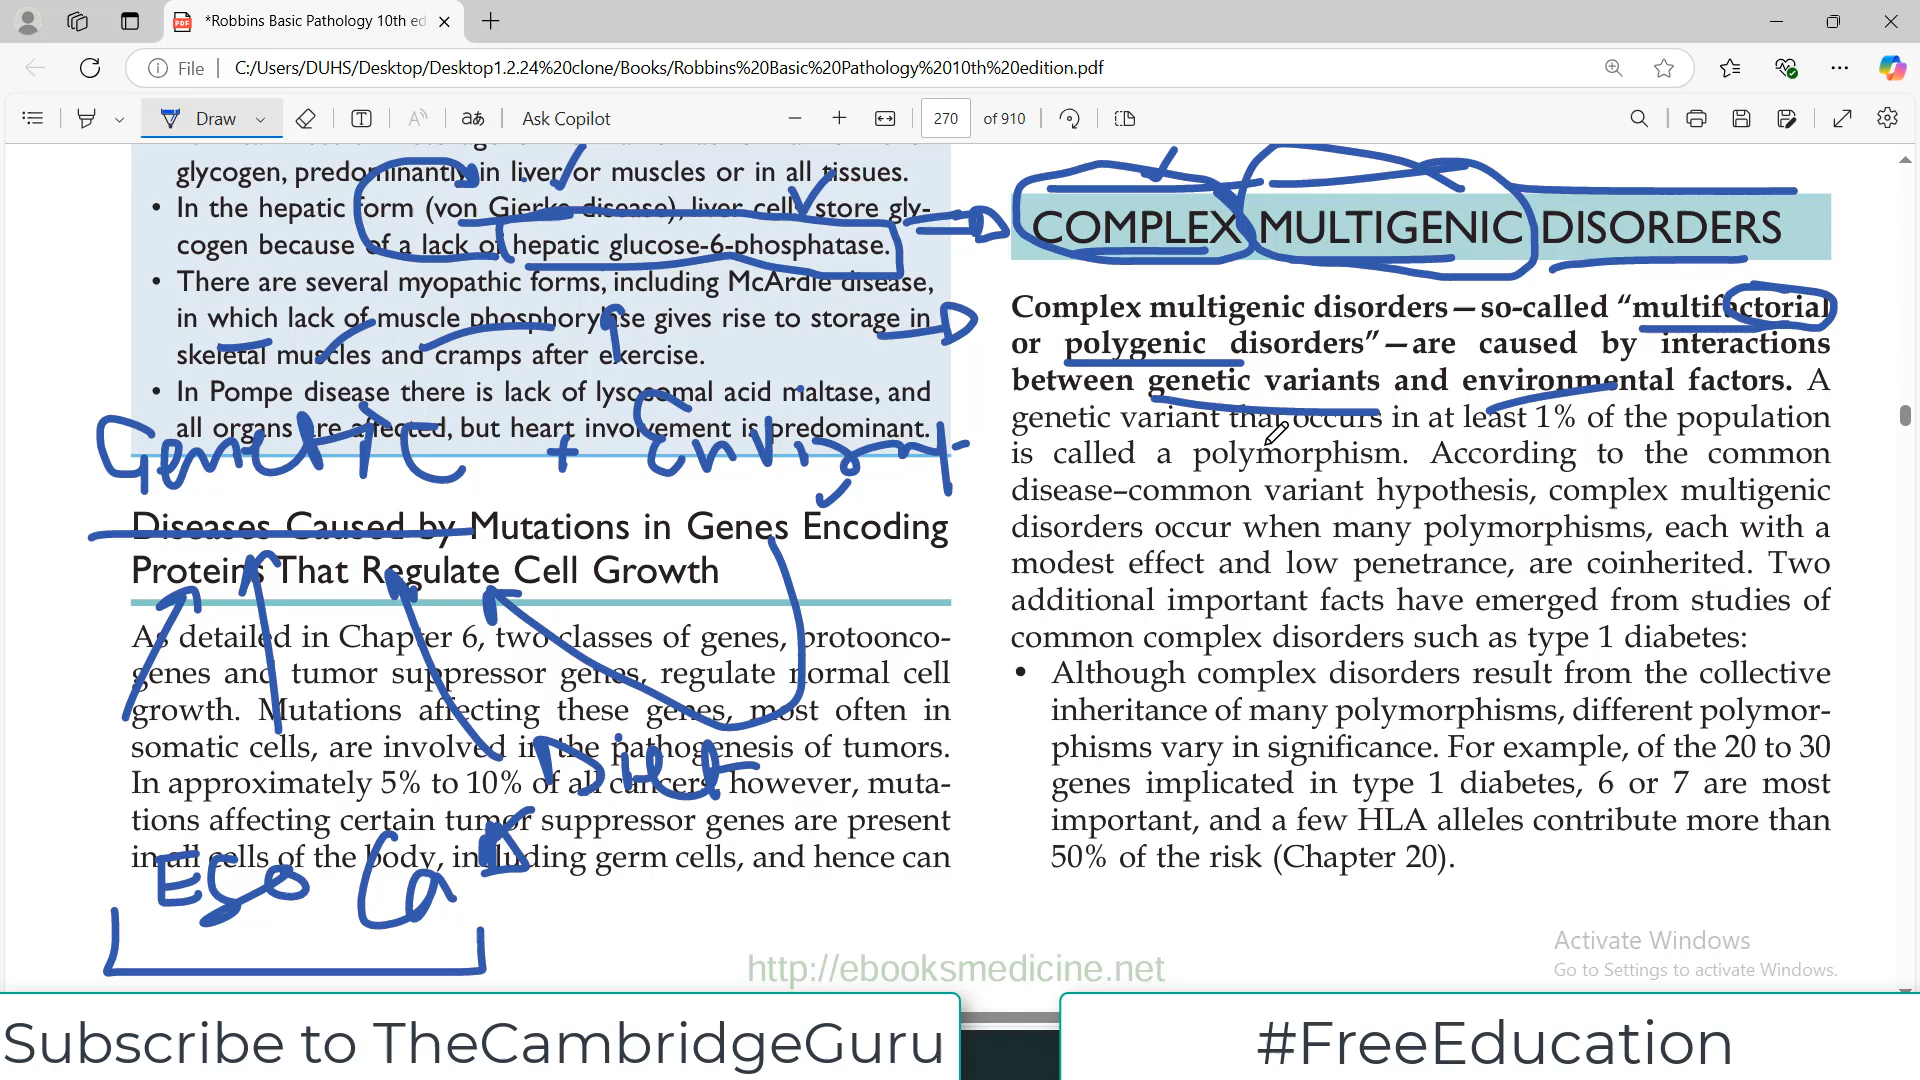 *Robbins Basic Pathology 10th ed
File
C:/Users/DUHS/Desktop/Desktop1.2.24%20clone/Books/Robbins%20Basic%20Pathology%2010th%20edition.pdf
Draw
Ask Copilot
270 of 910
glycogen, predominantly in liver or muscles or in all tissues.
• In the hepatic form (von Gierke disease), liver cells store gly-
cogen because of a lack of hepatic glucose-6-phosphatase.
• There are several myopathic forms, including McArdle disease,
in which lack of muscle phosphorylase gives rise to storage in
skeletal muscles and cramps after exercise.
• In Pompe disease there is lack of lysosomal acid maltase, and
all organs are affected, but heart involvement is predominant.
Genetic +
Diseases Caused by Mutations in Genes Encoding
Proteins That Regulate Cell Growth
As detailed in Chapter 6, two classes of genes, protoonco-
genes and tumor suppressor genes, regulate normal cell
growth. Mutations affecting these genes, most often in
somatic cells, are involved in the pathogenesis of tumors.
Diet
In approximately 5% to 10% of all cancers, however, muta-
tions affecting certain tumor suppressor genes are present
in all cells of the body, including germ cells, and hence can
Eso Ca
COMPLEX MULTIGENIC DISORDERS
Complex multigenic disorders—so-called “multifactorial
or polygenic disorders”—are caused by interactions
between genetic variants and environmental factors. A
genetic variant that occurs in at least 1% of the population
is called a polymorphism. According to the common
disease–common variant hypothesis, complex multigenic
disorders occur when many polymorphisms, each with a
modest effect and low penetrance, are coinherited. Two
additional important facts have emerged from studies of
common complex disorders such as type 1 diabetes:
• Although complex disorders result from the collective
inheritance of many polymorphisms, different polymor-
phisms vary in significance. For example, of the 20 to 30
genes implicated in type 1 diabetes, 6 or 7 are most
important, and a few HLA alleles contribute more than
50% of the risk (Chapter 20).
Activate Windows
Go to Settings to activate Windows.
http://ebooksmedicine.net
Subscribe to TheCambridgeGuru
#FreeEducation